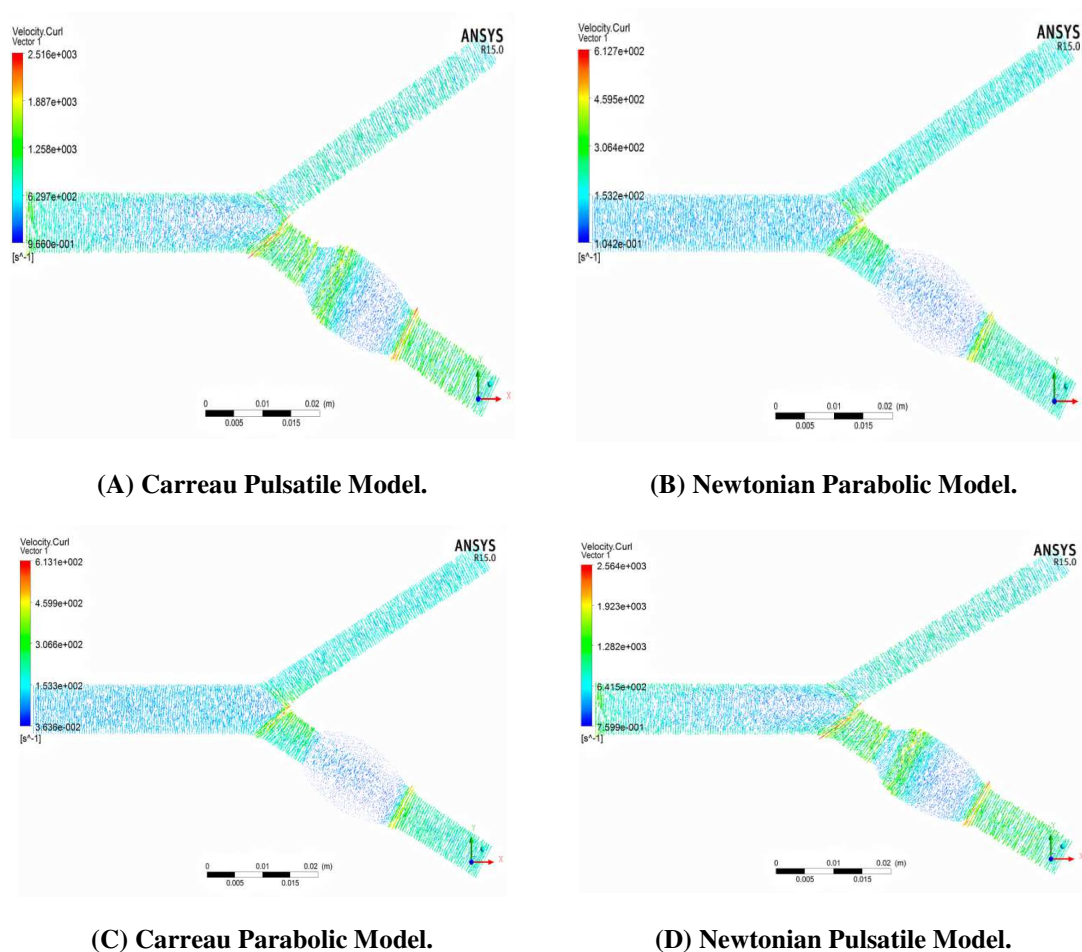 Velocity.Curl
Vector 1
2.516e+003
1.887e+003
1.258e+003
6.297e+002
9.660e-001
[s^-1]
ANSYS
R15.0
Y
X
0 0.01 0.02 (m)
0.005 0.015
(A) Carreau Pulsatile Model.
Velocity.Curl
Vector 1
6.127e+002
4.595e+002
3.064e+002
1.532e+002
1.042e-001
[s^-1]
ANSYS
R15.0
Y
X
0 0.01 0.02 (m)
0.005 0.015
(B) Newtonian Parabolic Model.
Velocity.Curl
Vector 1
6.131e+002
4.599e+002
3.066e+002
1.533e+002
3.636e-002
[s^-1]
ANSYS
R15.0
Y
X
0 0.01 0.02 (m)
0.005 0.015
(C) Carreau Parabolic Model.
Velocity.Curl
Vector 1
2.564e+003
1.923e+003
1.282e+003
6.415e+002
7.599e-001
[s^-1]
ANSYS
R15.0
Y
X
0 0.01 0.02 (m)
0.005 0.015
(D) Newtonian Pulsatile Model.